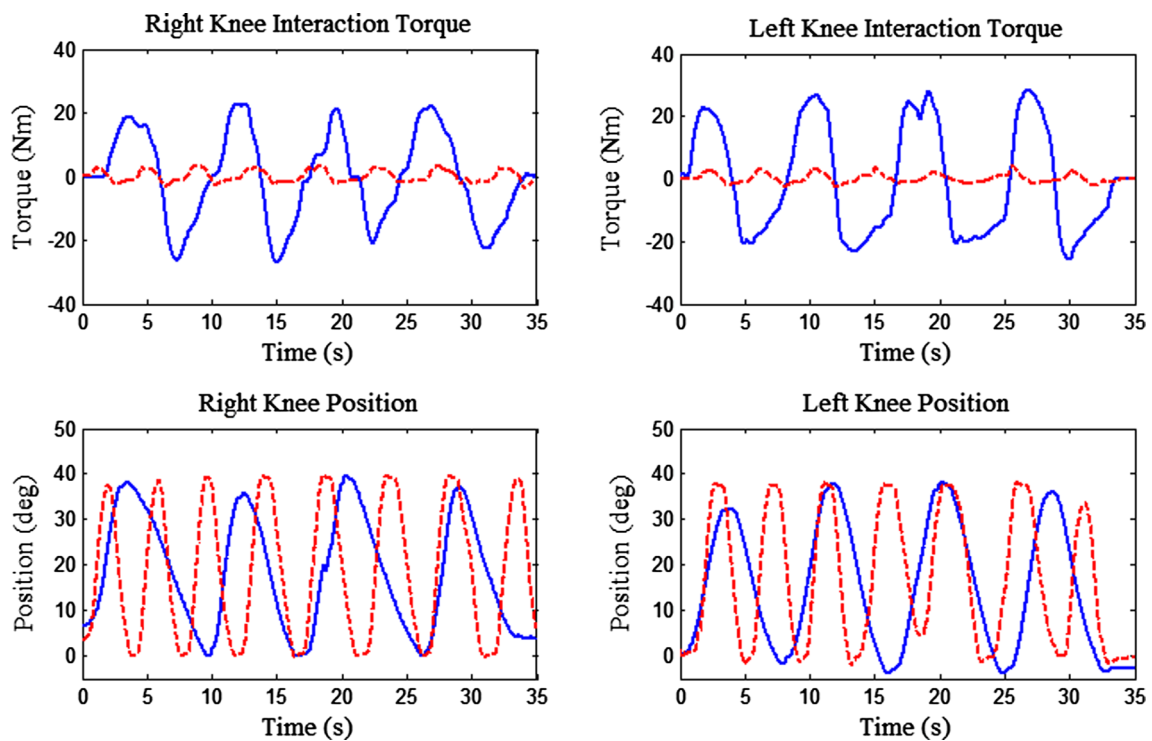 Right Knee Interaction Torque
Torque (Nm)
40
20
0
-20
-40
0 5 10 15 20 25 30 35
Time (s)
Left Knee Interaction Torque
Torque (Nm)
40
20
0
-20
-40
0 5 10 15 20 25 30 35
Time (s)
Right Knee Position
Position (deg)
50
40
30
20
10
0
0 5 10 15 20 25 30 35
Time (s)
Left Knee Position
Position (deg)
50
40
30
20
10
0
0 5 10 15 20 25 30 35
Time (s)